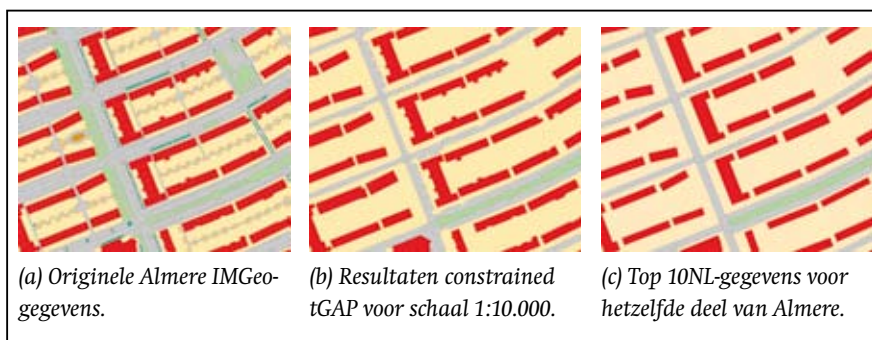 (a) Originele Almere IMGeo-
gegevens.
(b) Resultaten constrained
tGAP voor schaal 1:10.000.
(c) Top 10NL-gegevens voor
hetzelfde deel van Almere.